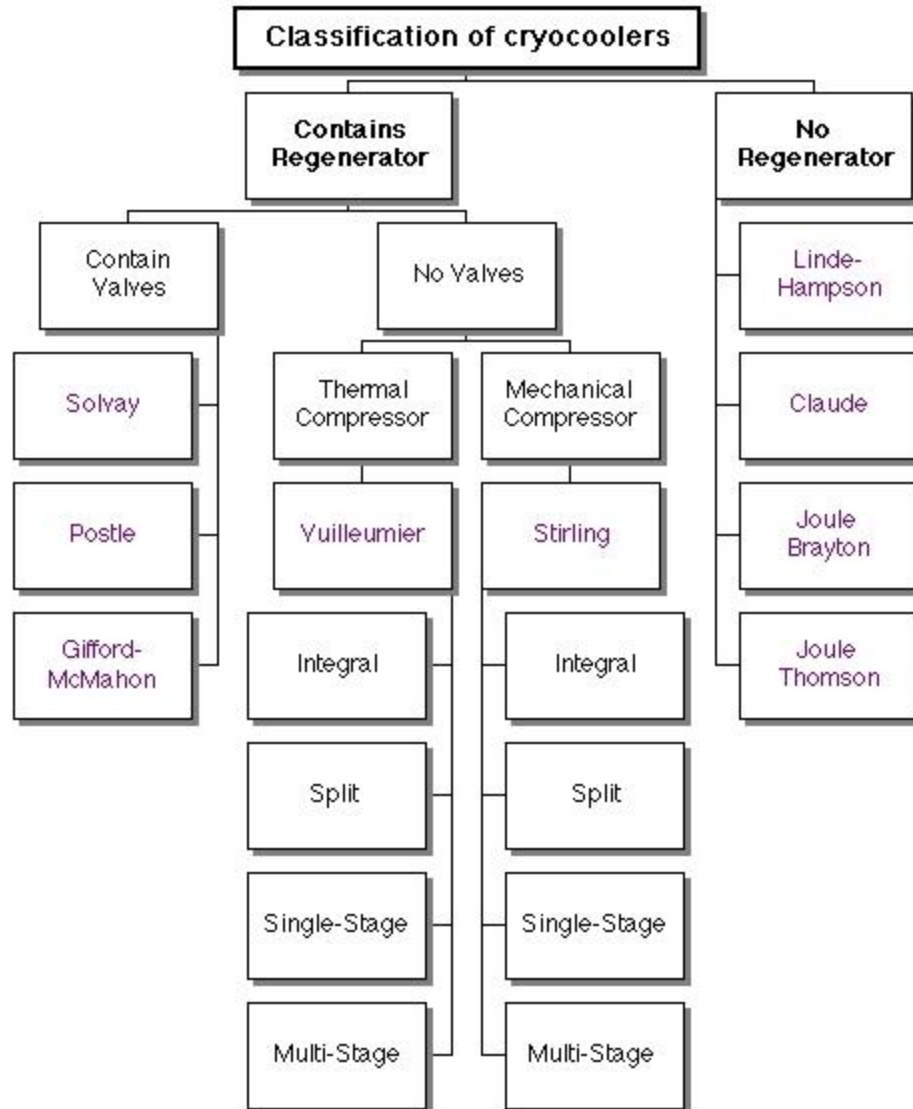 Classification of cryocoolers
Contains
Regenerator
No
Regenerator
Contain
Valves
No Valves
Linde-
Hampson
Solvay
Thermal
Compressor
Mechanical
Compressor
Claude
Postle
Vuilleumier
Stirling
Joule
Brayton
Gifford-
McMahon
Integral
Integral
Joule
Thomson
Split
Split
Single-Stage
Single-Stage
Multi-Stage
Multi-Stage